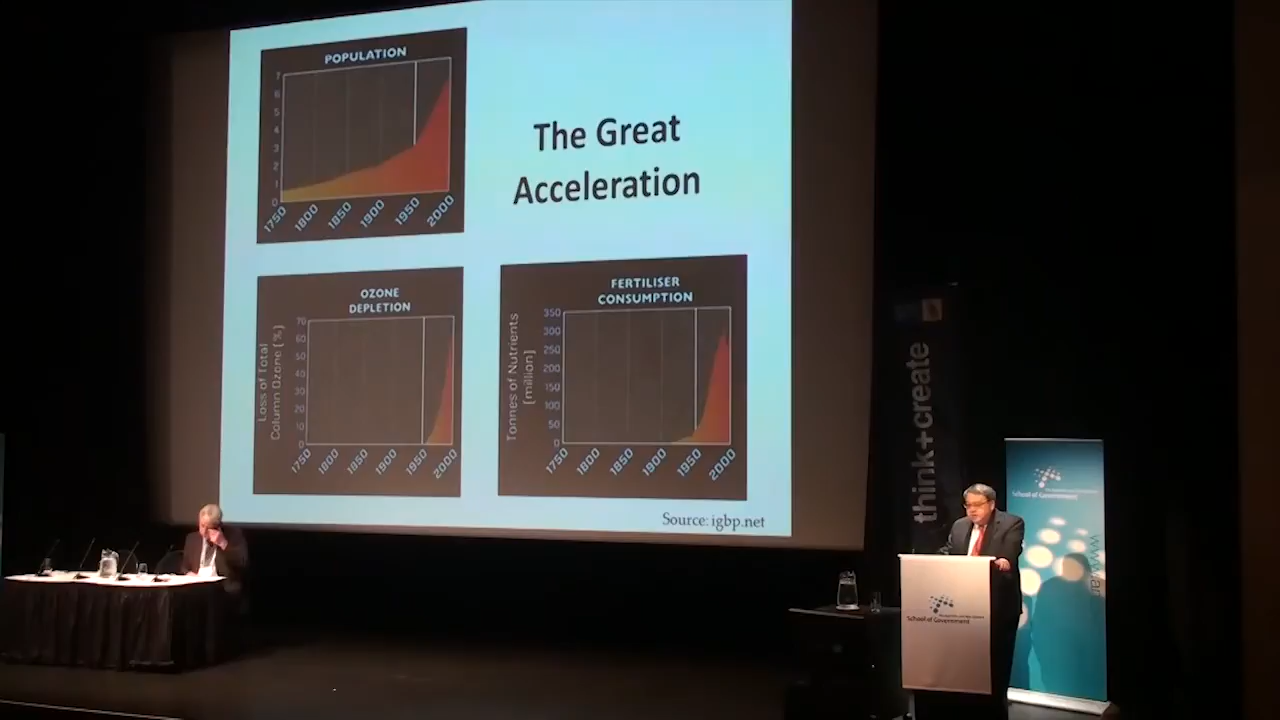 POPULATION
7
6
5
4
3
2
1
0
1750 1800 1850 1900 1950 2000
The Great
Acceleration
OZONE
DEPLETION
Loss of Total
Column Ozone (%)
70
60
50
40
30
20
10
0
1750 1800 1850 1900 1950 2000
FERTILISER
CONSUMPTION
Tonnes of Nutrients
(million)
350
300
250
200
150
100
50
0
1750 1800 1850 1900 1950 2000
Source: igbp.net
think+create
School of Government
School of Government